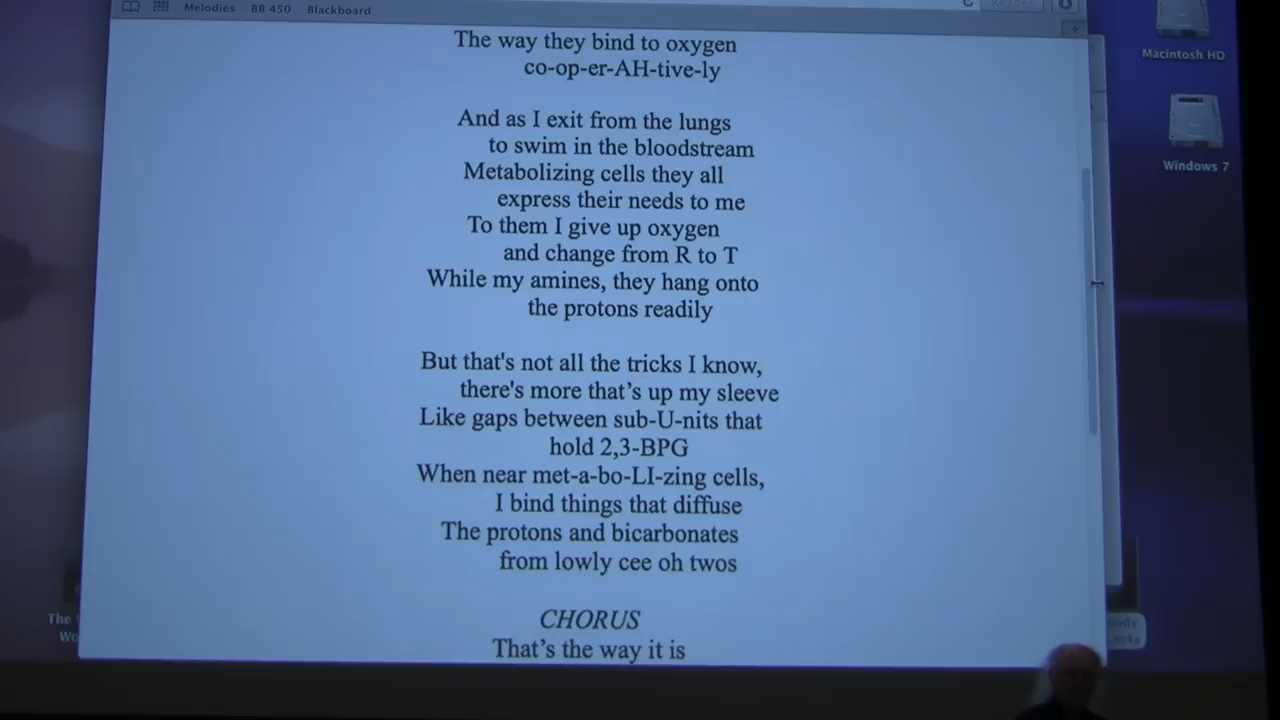 Melodies BB 450 Blackboard
Reader
The way they bind to oxygen
co-op-er-AH-tive-ly
And as I exit from the lungs
to swim in the bloodstream
Metabolizing cells they all
express their needs to me
To them I give up oxygen
and change from R to T
While my amines, they hang onto
the protons readily
But that's not all the tricks I know,
there's more that’s up my sleeve
Like gaps between sub-U-nits that
hold 2,3-BPG
When near met-a-bo-LI-zing cells,
I bind things that diffuse
The protons and bicarbonates
from lowly cee oh twos
CHORUS
That’s the way it is
Macintosh HD
Windows 7
The
.m4a